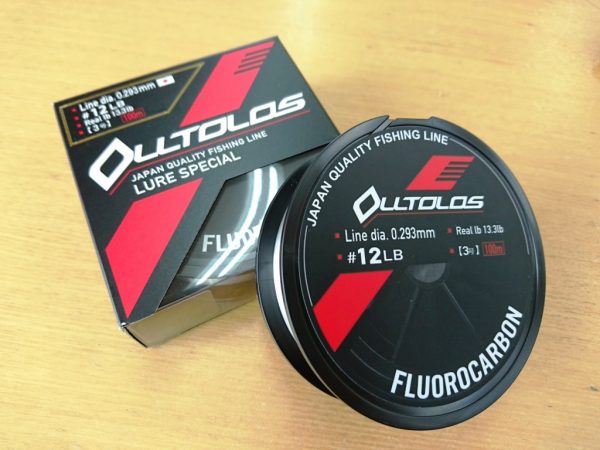 Line dia. 0.293mm
#12LB
Real lb 13.3lb
【3号】 100m
OLLTOLOS
JAPAN QUALITY FISHING LINE
LURE SPECIAL
JAPAN QUALITY FISHING LINE
OLLTOLOS
Line dia. 0.293mm
Real lb 13.3lb
#12LB
【3号】 100m
FLUOROCARBON